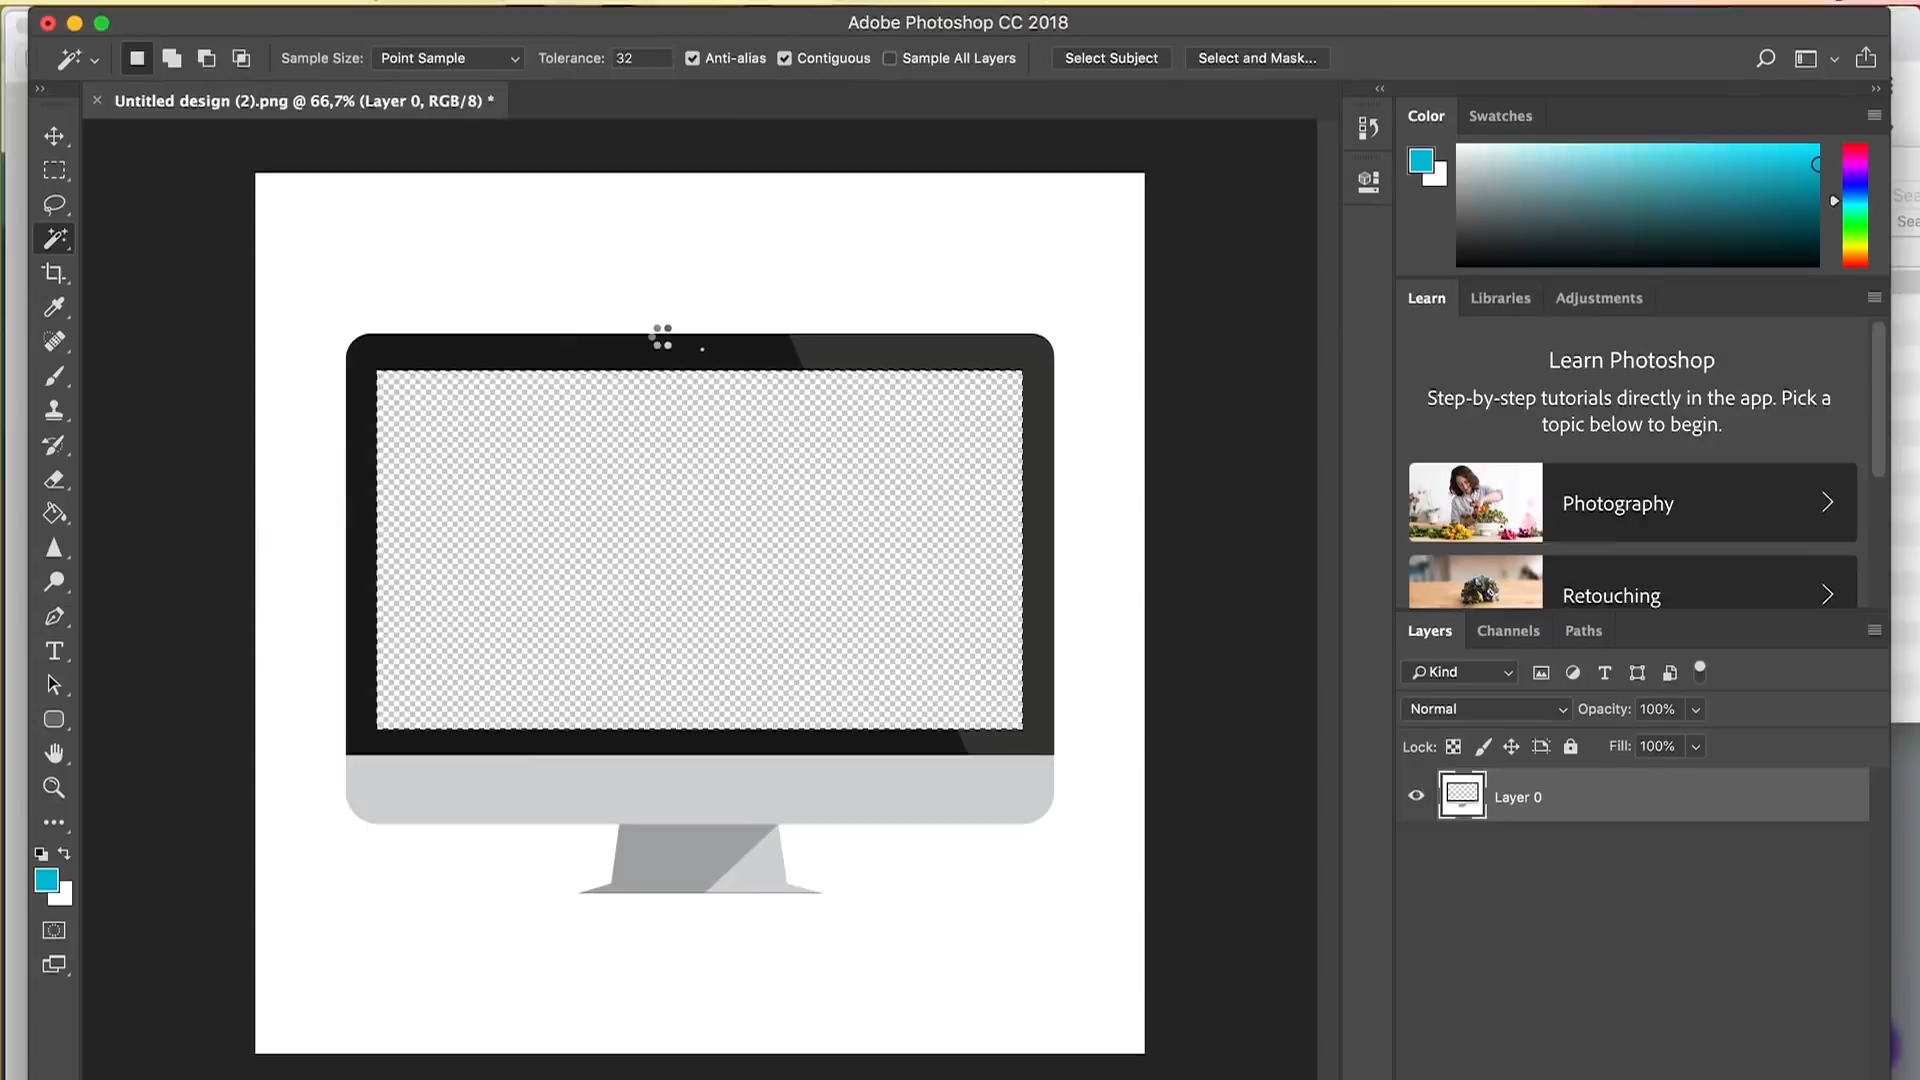 Adobe Photoshop CC 2018
Sample Size: Point Sample Tolerance: 32 Anti-alias Contiguous Sample All Layers Select Subject Select and Mask...
Untitled design (2).png @ 66,7% (Layer 0, RGB/8) *
Color Swatches
Sea
Sea
Learn Libraries Adjustments
Learn Photoshop
Step-by-step tutorials directly in the app. Pick a
topic below to begin.
Photography
Retouching
Layers Channels Paths
Kind
Normal Opacity: 100%
Lock: Fill: 100%
Layer 0